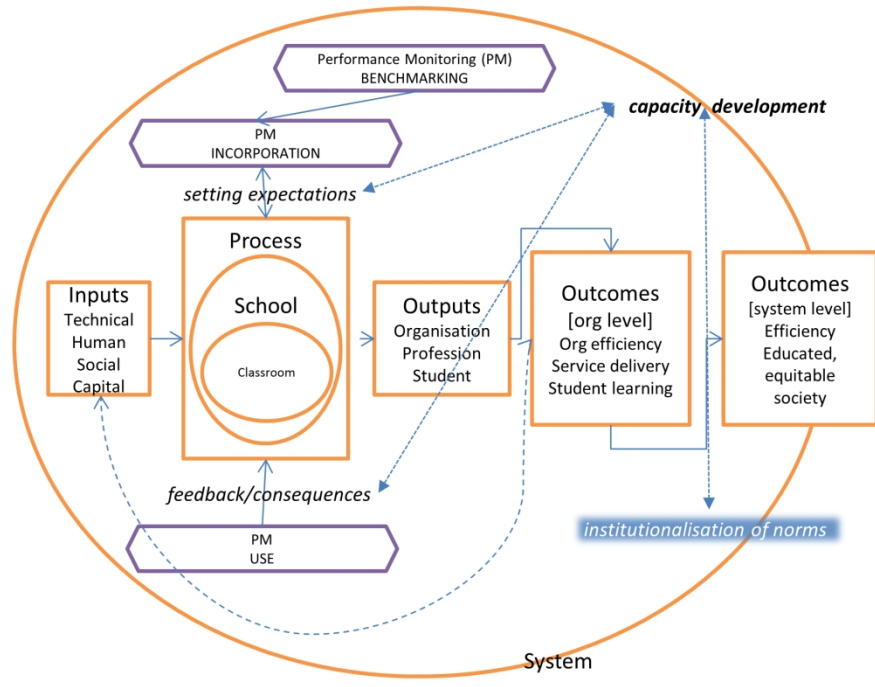 Performance Monitoring (PM)
BENCHMARKING
capacity development
PM
INCORPORATION
setting expectations
Process
School
Classroom
Inputs
Technical
Human
Social
Capital
Outputs
Organisation
Profession
Student
Outcomes
[org level]
Org efficiency
Service delivery
Student learning
Outcomes
[system level]
Efficiency
Educated,
equitable
society
feedback/consequences
PM
USE
institutionalisation of norms
System